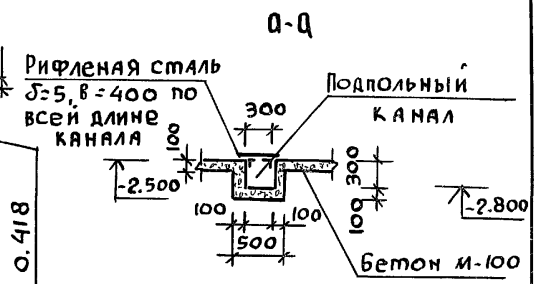 а-а
Рифленая сталь
δ=5, в=400 по
всей длине
канала
Подпольный
канал
300
100
300
-2.500
-2.800
100
100
100
500
Бетон М-100
0.418